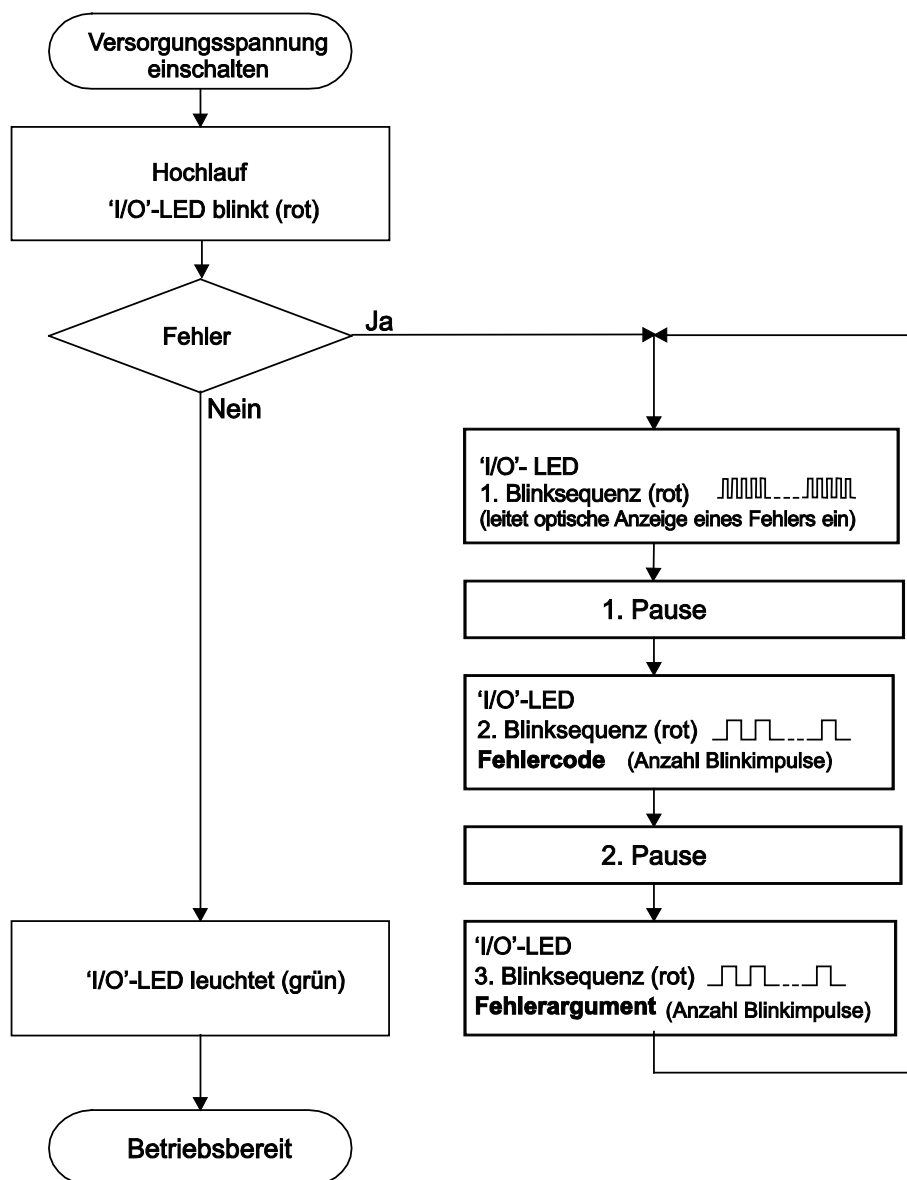 Versorgungsspannung
einschalten
Hochlauf
‘I/O’-LED blinkt (rot)
Fehler
Ja
Nein
‘I/O’- LED
1. Blinksequenz (rot)
(leitet optische Anzeige eines Fehlers ein)
1. Pause
‘I/O’-LED
2. Blinksequenz (rot)
Fehlercode (Anzahl Blinkimpulse)
2. Pause
‘I/O’-LED
3. Blinksequenz (rot)
Fehlerargument (Anzahl Blinkimpulse)
‘I/O’-LED leuchtet (grün)
Betriebsbereit